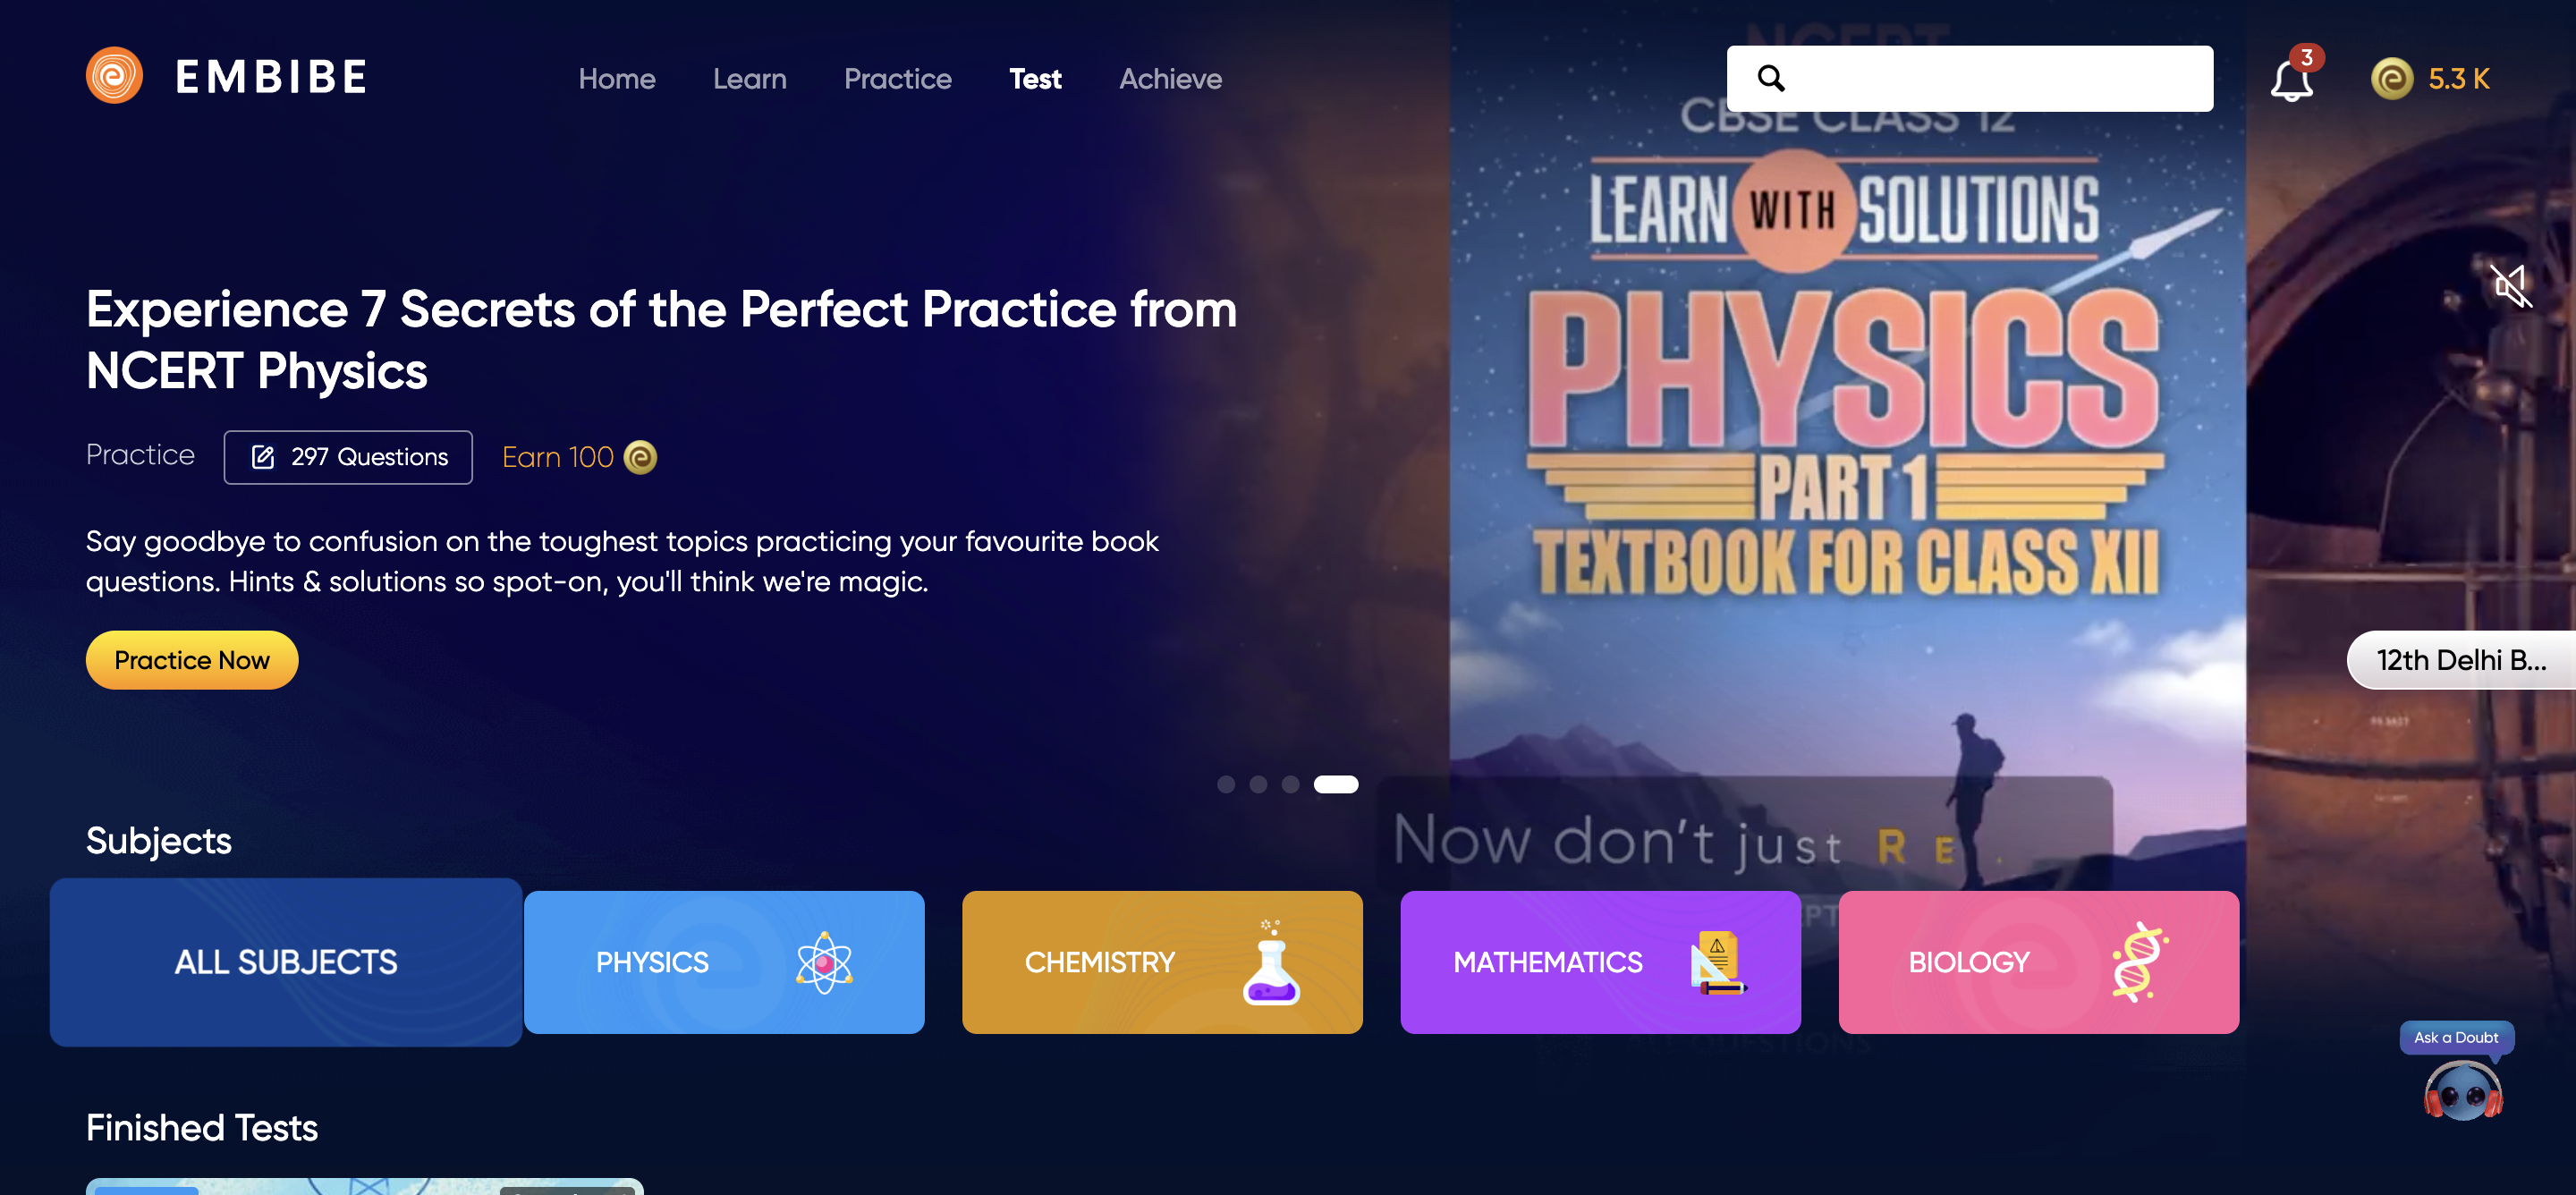 EMBIBE
Home
Learn
Practice
Test
Achieve
3
5.3 K
NCERT
CBSE CLASS 12
LEARN WITH SOLUTIONS
PHYSICS
PART 1
TEXTBOOK FOR CLASS XII
Experience 7 Secrets of the Perfect Practice from
NCERT Physics
Practice
297 Questions
Earn 100
Say goodbye to confusion on the toughest topics practicing your favourite book
questions. Hints & solutions so spot-on, you'll think we're magic.
Practice Now
12th Delhi B...
Now don't just R E
Subjects
ALL SUBJECTS
PHYSICS
CHEMISTRY
MATHEMATICS
BIOLOGY
Ask a Doubt
Finished Tests